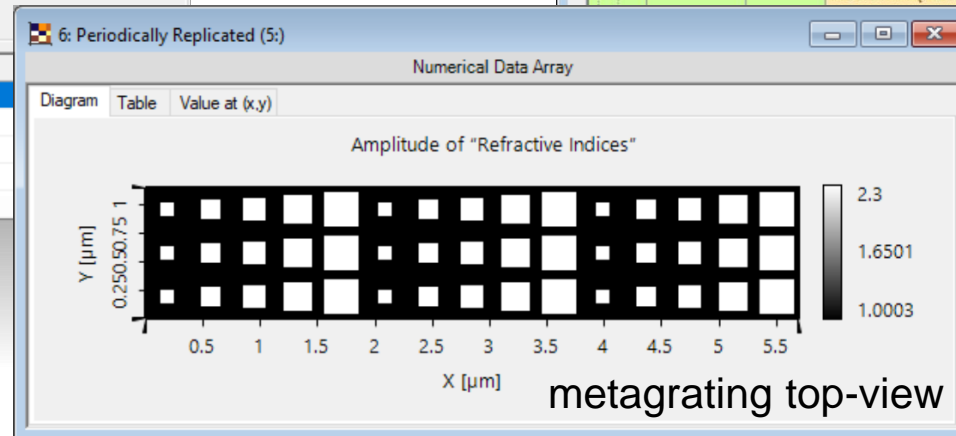 6: Periodically Replicated (5:)
Numerical Data Array
Diagram Table Value at (x,y)
Amplitude of "Refractive Indices"
Y [µm]
0.25 0.5 0.75 1
2.3
1.6501
1.0003
0.5 1 1.5 2 2.5 3 3.5 4 4.5 5 5.5
X [µm]
metagrating top-view